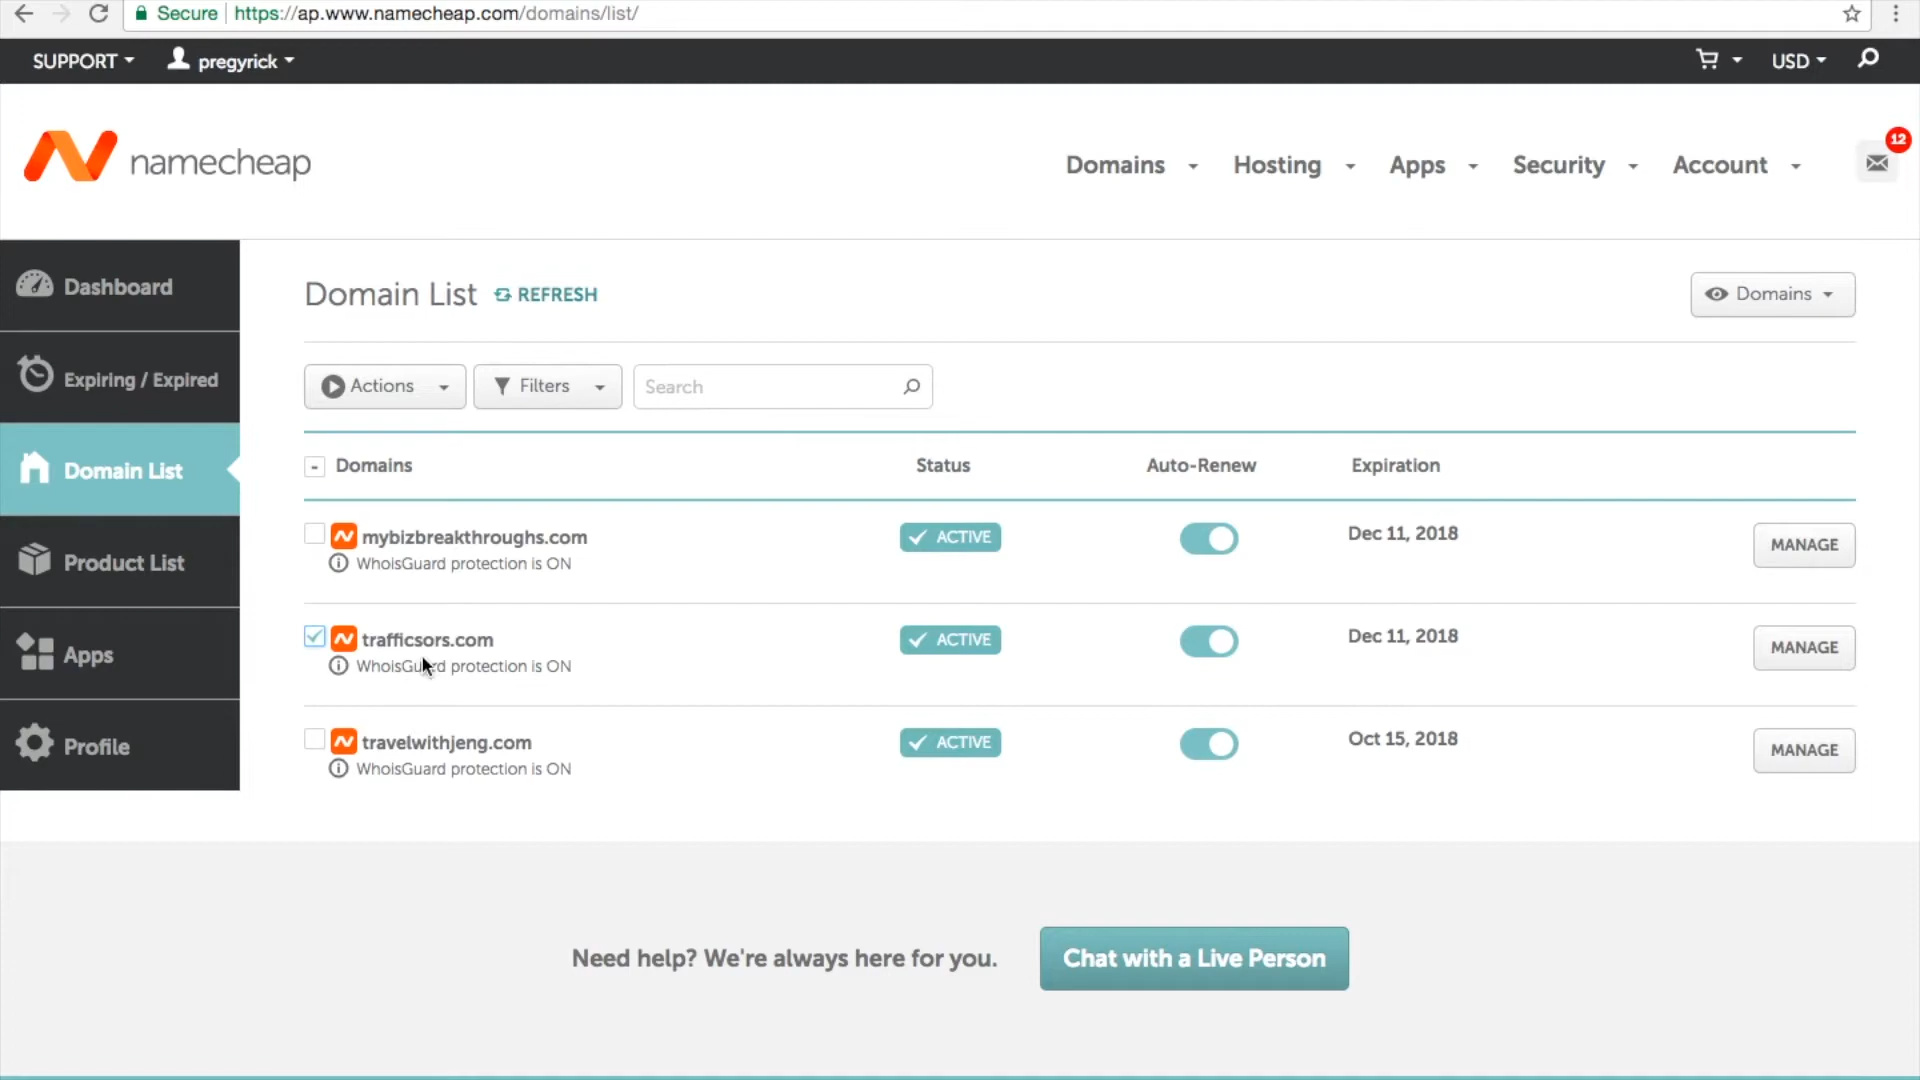 Secure https://ap.www.namecheap.com/domains/list/
SUPPORT pregyrick USD
namecheap Domains Hosting Apps Security Account 12
Dashboard
Expiring / Expired
Domain List
Product List
Apps
Profile
Domain List REFRESH Domains
Actions Filters Search
Domains Status Auto-Renew Expiration
mybizbreakthroughs.com ACTIVE Dec 11, 2018 MANAGE
WhoisGuard protection is ON
trafficsors.com ACTIVE Dec 11, 2018 MANAGE
WhoisGuard protection is ON
travelwithjeng.com ACTIVE Oct 15, 2018 MANAGE
WhoisGuard protection is ON
Need help? We're always here for you. Chat with a Live Person